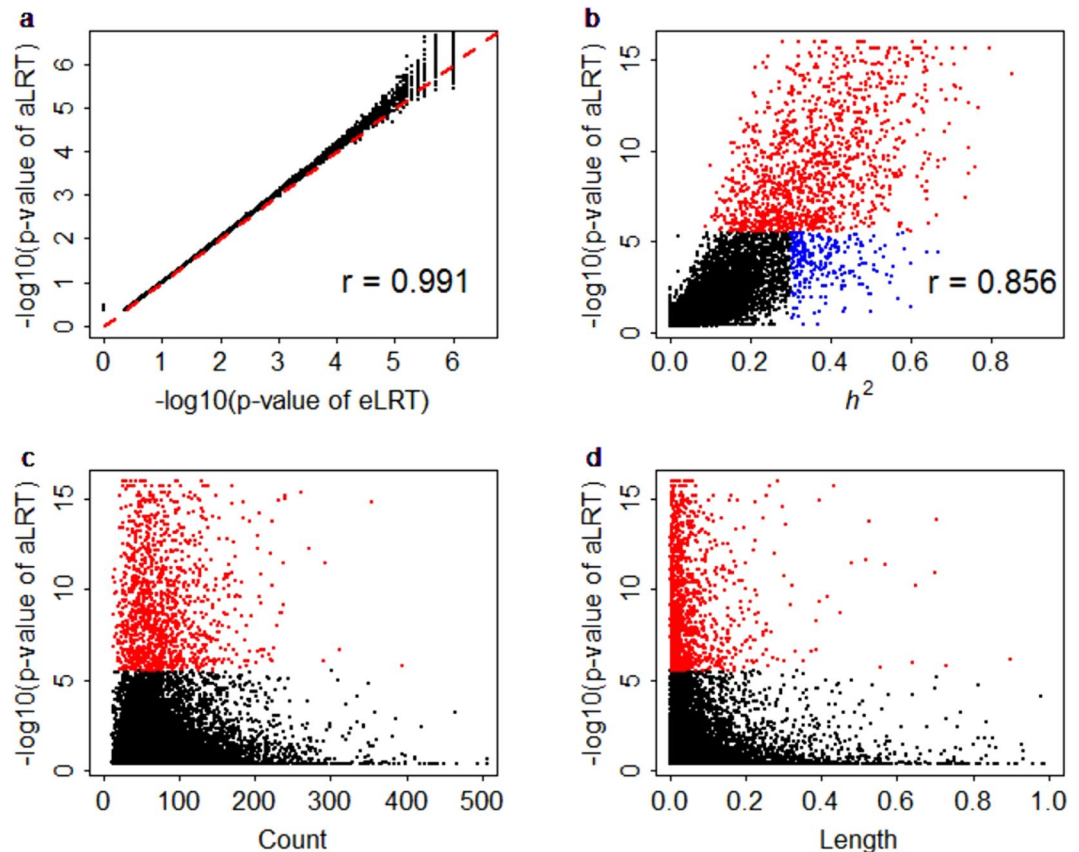 a
-log10(p-value of aLRT)
6
5
4
3
2
1
0
r = 0.991
0 1 2 3 4 5 6
-log10(p-value of eLRT)
b
-log10(p-value of aLRT)
15
10
5
0
r = 0.856
0.0 0.2 0.4 0.6 0.8
h²
c
-log10(p-value of aLRT)
15
10
5
0
0 100 200 300 400 500
Count
d
-log10(p-value of aLRT)
15
10
5
0
0.0 0.2 0.4 0.6 0.8 1.0
Length